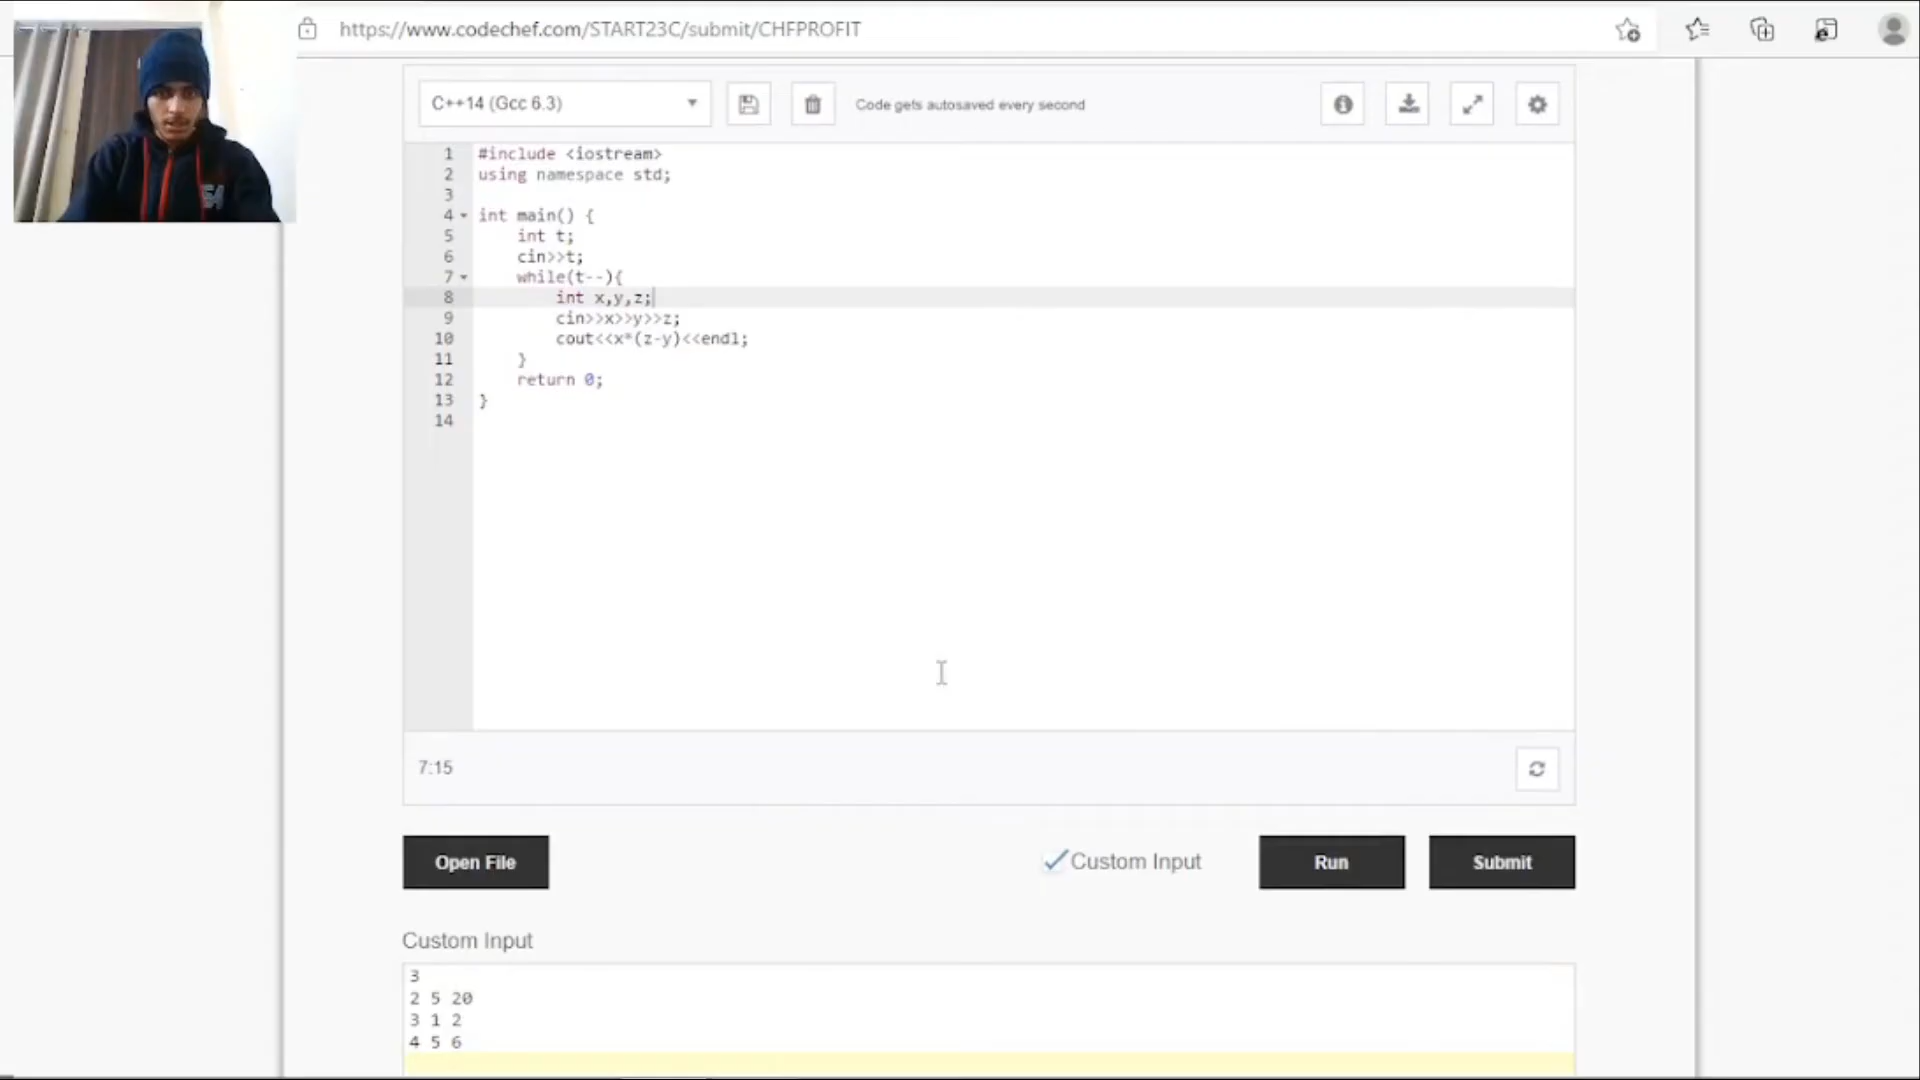 https://www.codechef.com/START23C/submit/CHFPROFIT
C++14 (Gcc 6.3)
Code gets autosaved every second
1 #include <iostream>
2 using namespace std;
3
4 int main() {
5 int t;
6 cin>>t;
7 while(t--){
8 int x,y,z;
9 cin>>x>>y>>z;
10 cout<<x*(z-y)<<endl;
11 }
12 return 0;
13 }
14
7:15
Open File
Custom Input
Run
Submit
Custom Input
3
2 5 20
3 1 2
4 5 6